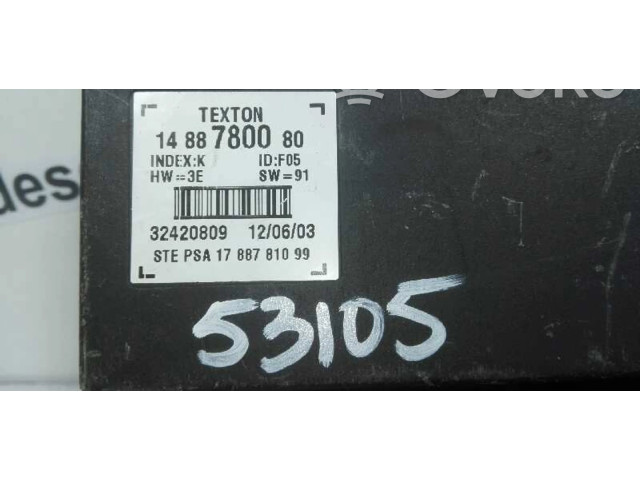 TEXTON
14 88 7800 80
INDEX:K ID:F05
HW=3E SW=91
32420809 12/06/03
STE PSA 17 887 810 99
53105
des